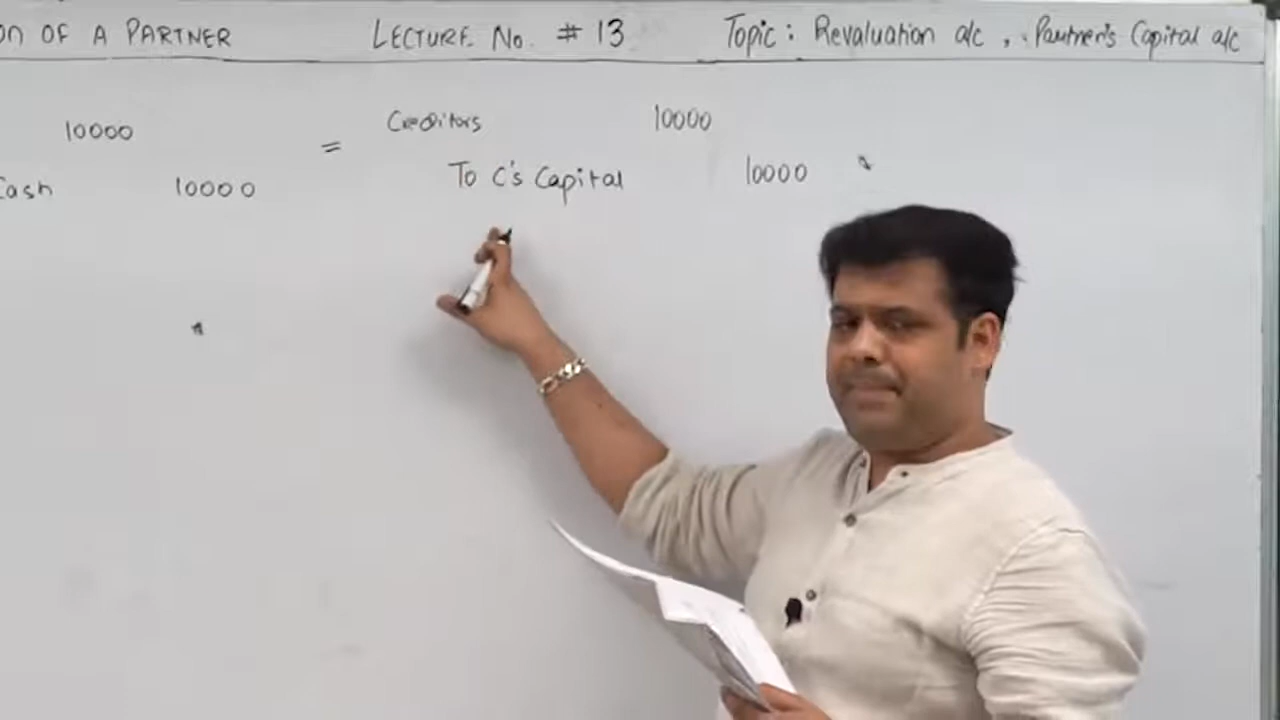 ON OF A PARTNER LECTURE No. # 13 Topic: Revaluation a/c, Partner's Capital a/c
10000 = Creditors 10000
Cash 10000 To C's Capital 10000